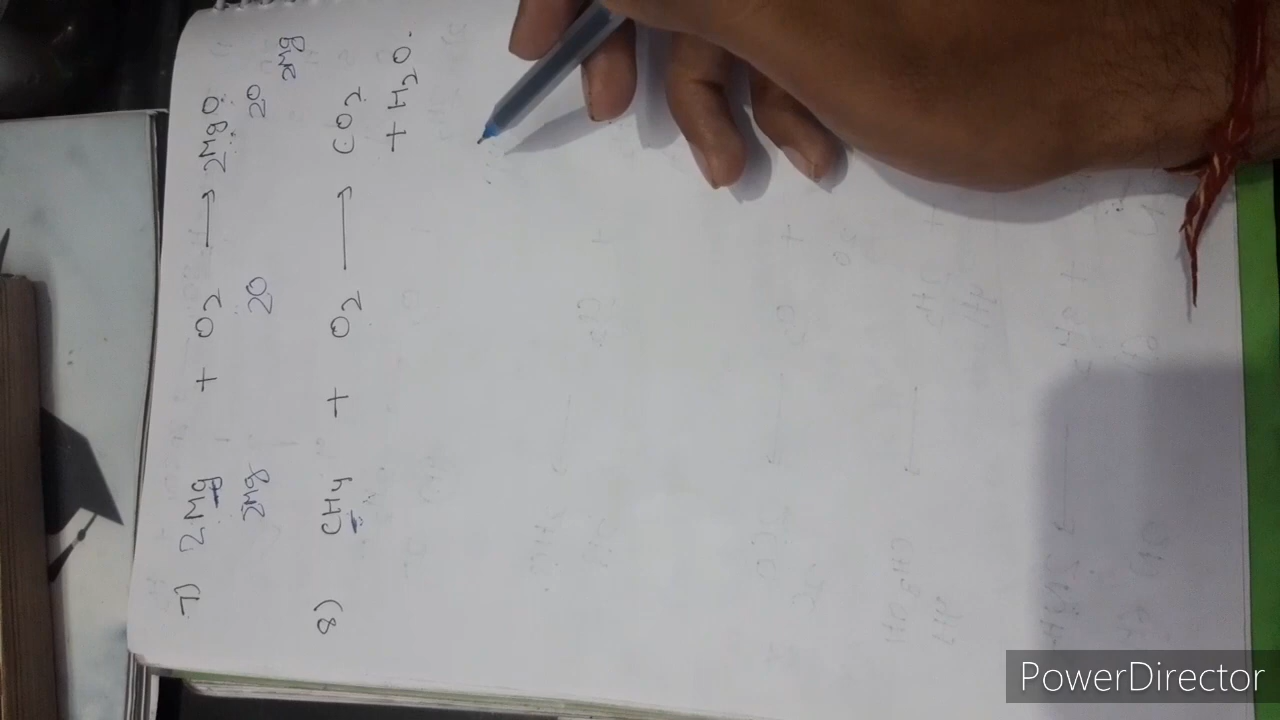 7) 2Mg + O2 ⟶ 2MgO
2Mg 2O 2O
2Mg
8) CH4 + O2 ⟶ CO2
+ H2O.
PowerDirector